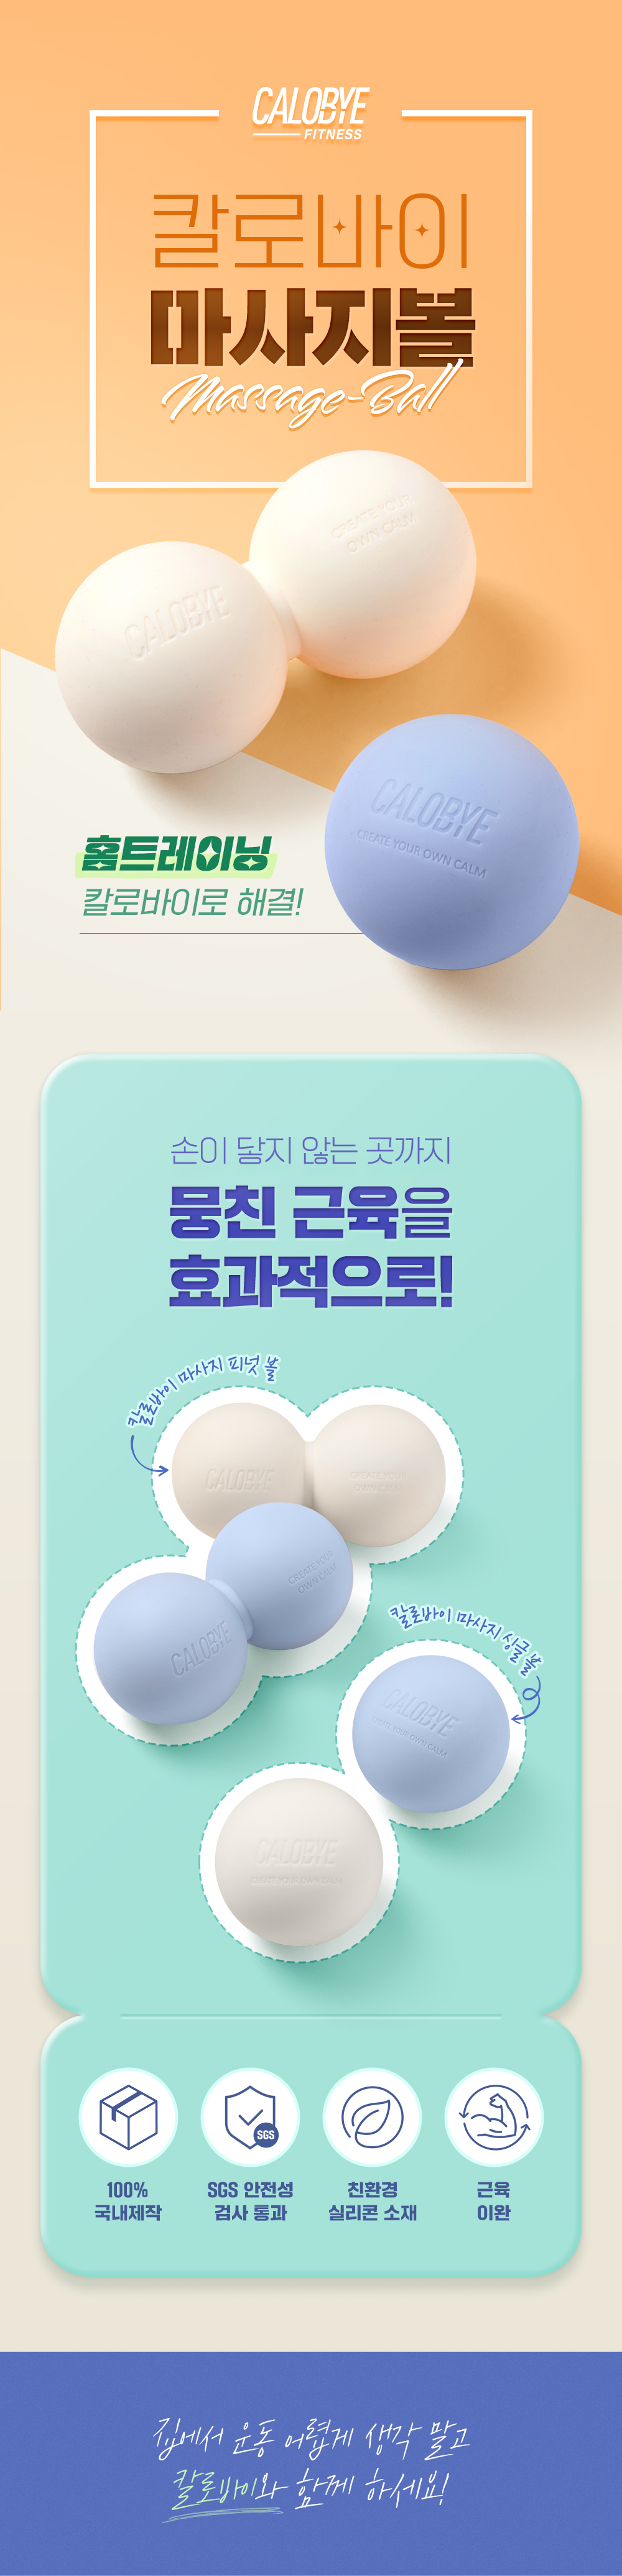 CALOBYE
FITNESS
칼로바이
마사지볼
Massage-Ball
CREATE YOUR
OWN CALM
CALOBYE
CALOBYE
CREATE YOUR OWN CALM
홈트레이닝
칼로바이로 해결!
손이 닿지 않는 곳까지
뭉친 근육을
효과적으로!
칼로바이 마사지 피넛 볼
CALOBYE
CREATE YOUR
OWN CALM
CREATE YOUR
OWN CALM
CALOBYE
칼로바이 마사지 싱글볼
CALOBYE
CREATE YOUR OWN CALM
CALOBYE
CREATE YOUR OWN CALM
SGS
100%
국내제작
SGS 안전성
검사 통과
친환경
실리콘 소재
근육
이완
집에서 운동 어렵게 생각 말고
칼로바이와 함께 하세요!